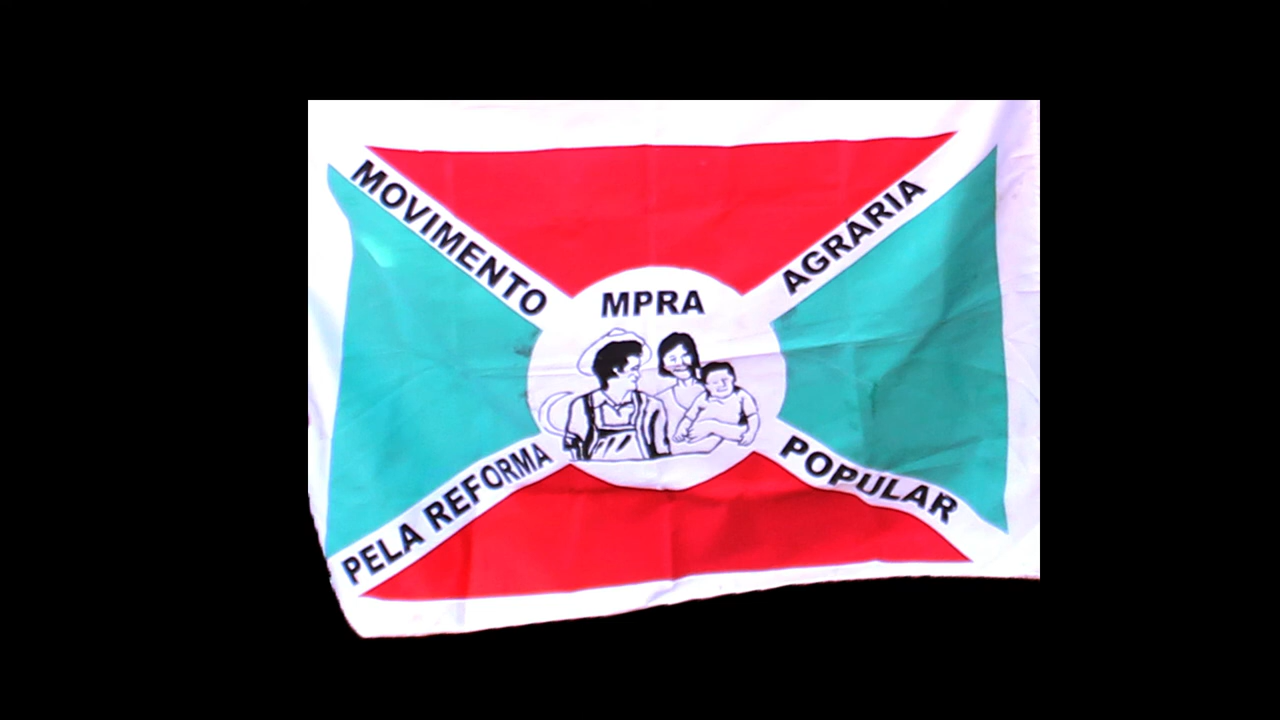 MOVIMENTO
PELA REFORMA
AGRÁRIA
POPULAR
MPRA